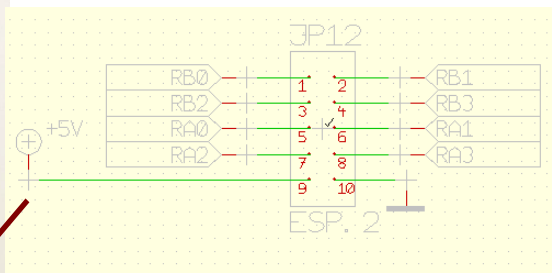 JP12
RB0 1 2 RB1
RB2 3 4 RB3
RA0 5 6 RA1
+5V
RA2 7 8 RA3
9 10
ESP. 2